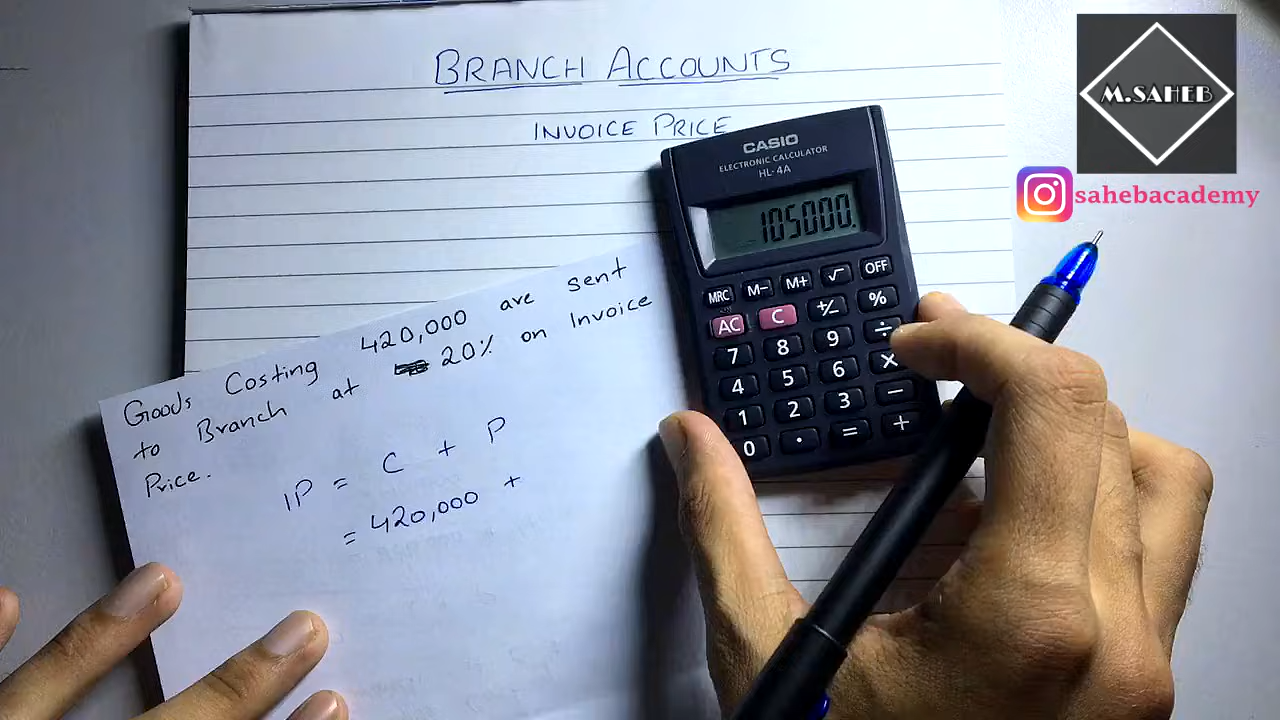 BRANCH ACCOUNTS
INVOICE PRICE
M.SAHEB
sahebacademy
CASIO
ELECTRONIC CALCULATOR
HL-4A
105000.
MRC M− M+ √ OFF
AC C +/− %
7 8 9 ÷
4 5 6 ×
1 2 3 −
0 · = +
Goods Costing 420,000 are sent
to Branch at 20% on Invoice
Price.
IP = C + P
= 420,000 +